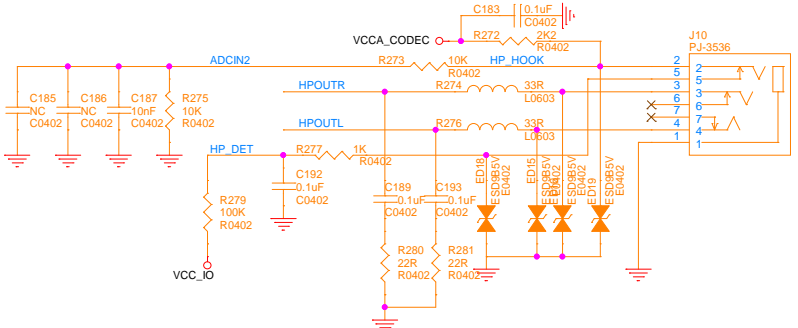 C183
0.1uF
C0402
J10
PJ-3536
VCCA_CODEC
R272
2K2
R0402
ADCIN2
R273
10K
R0402
HP_HOOK
2
2
5
5
3
3
6
6
7
7
4
4
1
1
HPOUTR
R274
33R
L0603
C185
NC
C0402
C186
NC
C0402
C187
10nF
C0402
R275
10K
R0402
HPOUTL
R276
33R
L0603
HP_DET
R277
1K
R0402
C192
0.1uF
C0402
R279
100K
R0402
VCC_IO
C189
0.1uF
C0402
C193
0.1uF
C0402
R280
22R
R0402
R281
22R
R0402
ED18
ESD9B5V
E0402
ED15
ESD9B5V
E0402
ESD9B5V
E0402
ED19
ESD9B5V
E0402